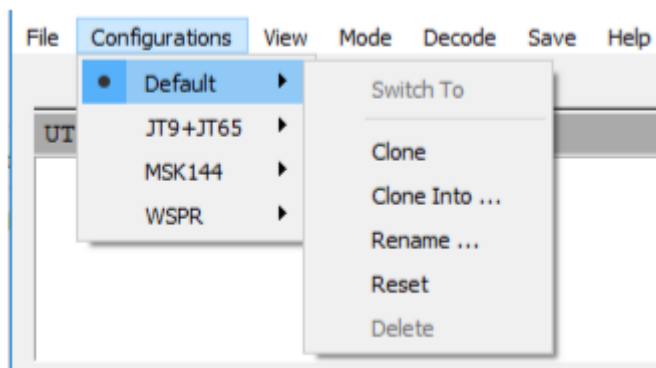 File Configurations View Mode Decode Save Help
Default
JT9+JT65
MSK144
WSPR
Switch To
Clone
Clone Into ...
Rename ...
Reset
Delete
UT